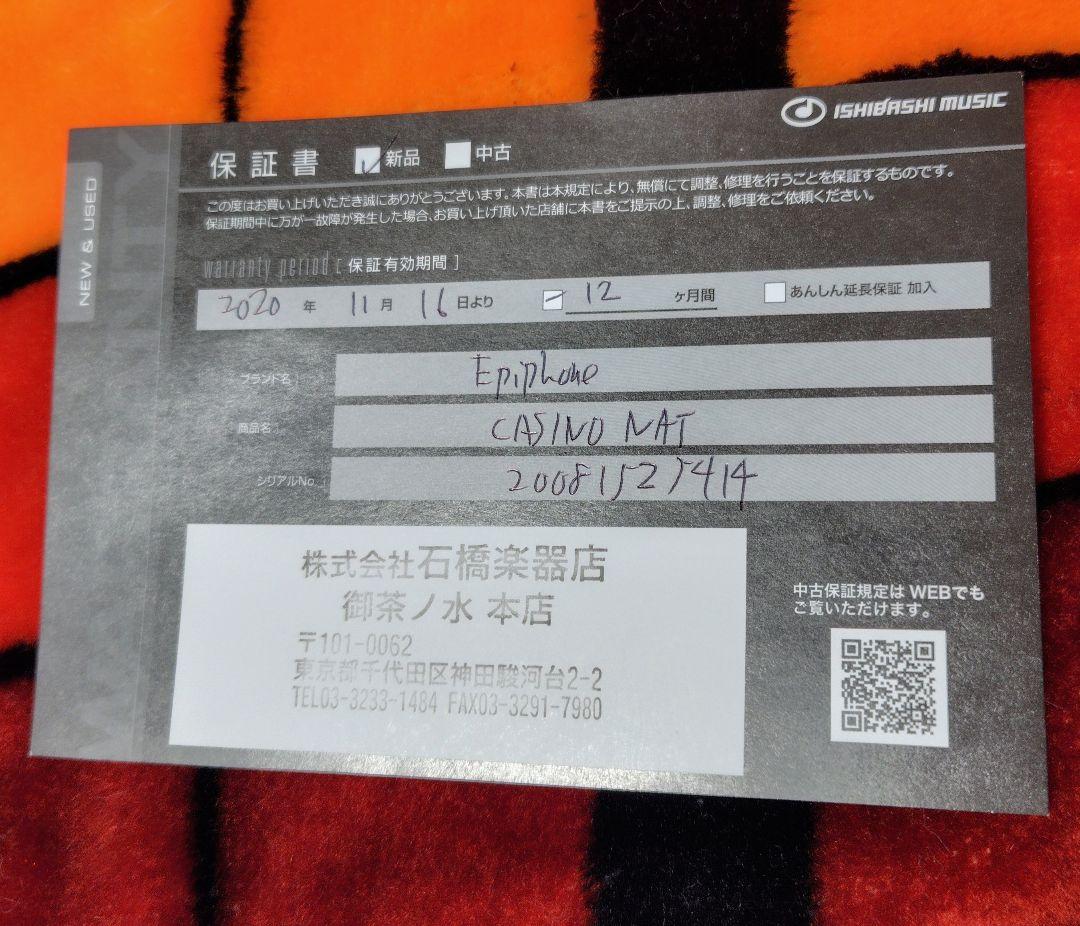 ISHIBASHI MUSIC
保証書 新品 中古
この度はお買い上げいただき誠にありがとうございます。本書は本規定により、無償にて調整、修理を行うことを保証するものです。
保証期間中に万が一故障が発生した場合、お買い上げ頂いた店舗に本書をご提示の上、調整、修理をご依頼ください。
NEW & USED
warranty period [ 保証有効期間 ]
2020 年 11 月 16 日より 12 ヶ月間 あんしん延長保証 加入
ブランド名 Epiphone
商品名 CASINO NAT
シリアルNo
株式会社石橋楽器店
御茶ノ水 本店
〒101-0062
東京都千代田区神田駿河台2-2
TEL03-3233-1484 FAX03-3291-7980
中古保証規定は WEBでも
ご覧いただけます。